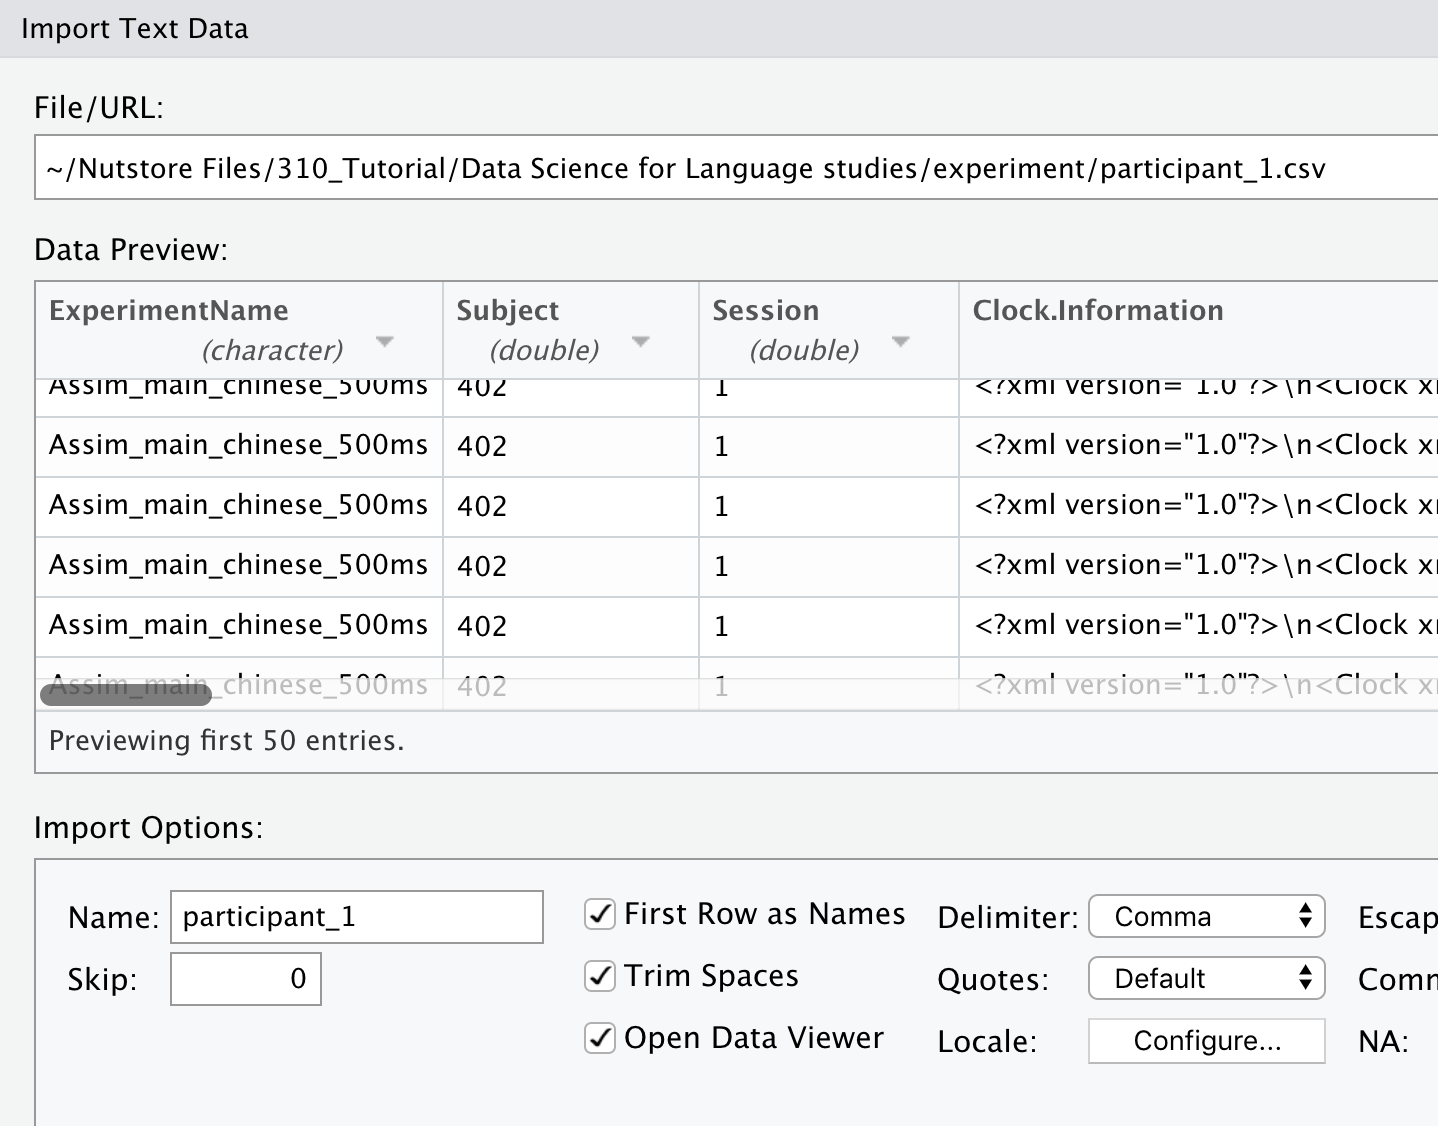 Import Text Data
File/URL:
~/Nutstore Files/310_Tutorial/Data Science for Language studies/experiment/participant_1.csv
Data Preview:
ExperimentName Subject Session Clock.Information
(character) (double) (double)
Assim_main_chinese_500ms 402 1 <?xml version="1.0"?>\n<Clock
Assim_main_chinese_500ms 402 1 <?xml version="1.0"?>\n<Clock
Assim_main_chinese_500ms 402 1 <?xml version="1.0"?>\n<Clock
Assim_main_chinese_500ms 402 1 <?xml version="1.0"?>\n<Clock
Assim_main_chinese_500ms 402 1 <?xml version="1.0"?>\n<Clock
Assim_main_chinese_500ms 402 1 <?xml version="1.0"?>\n<Clock
Previewing first 50 entries.
Import Options:
Name: participant_1 First Row as Names Delimiter: Comma Escap
Skip: 0 Trim Spaces Quotes: Default
Open Data Viewer Locale: Configure... NA: